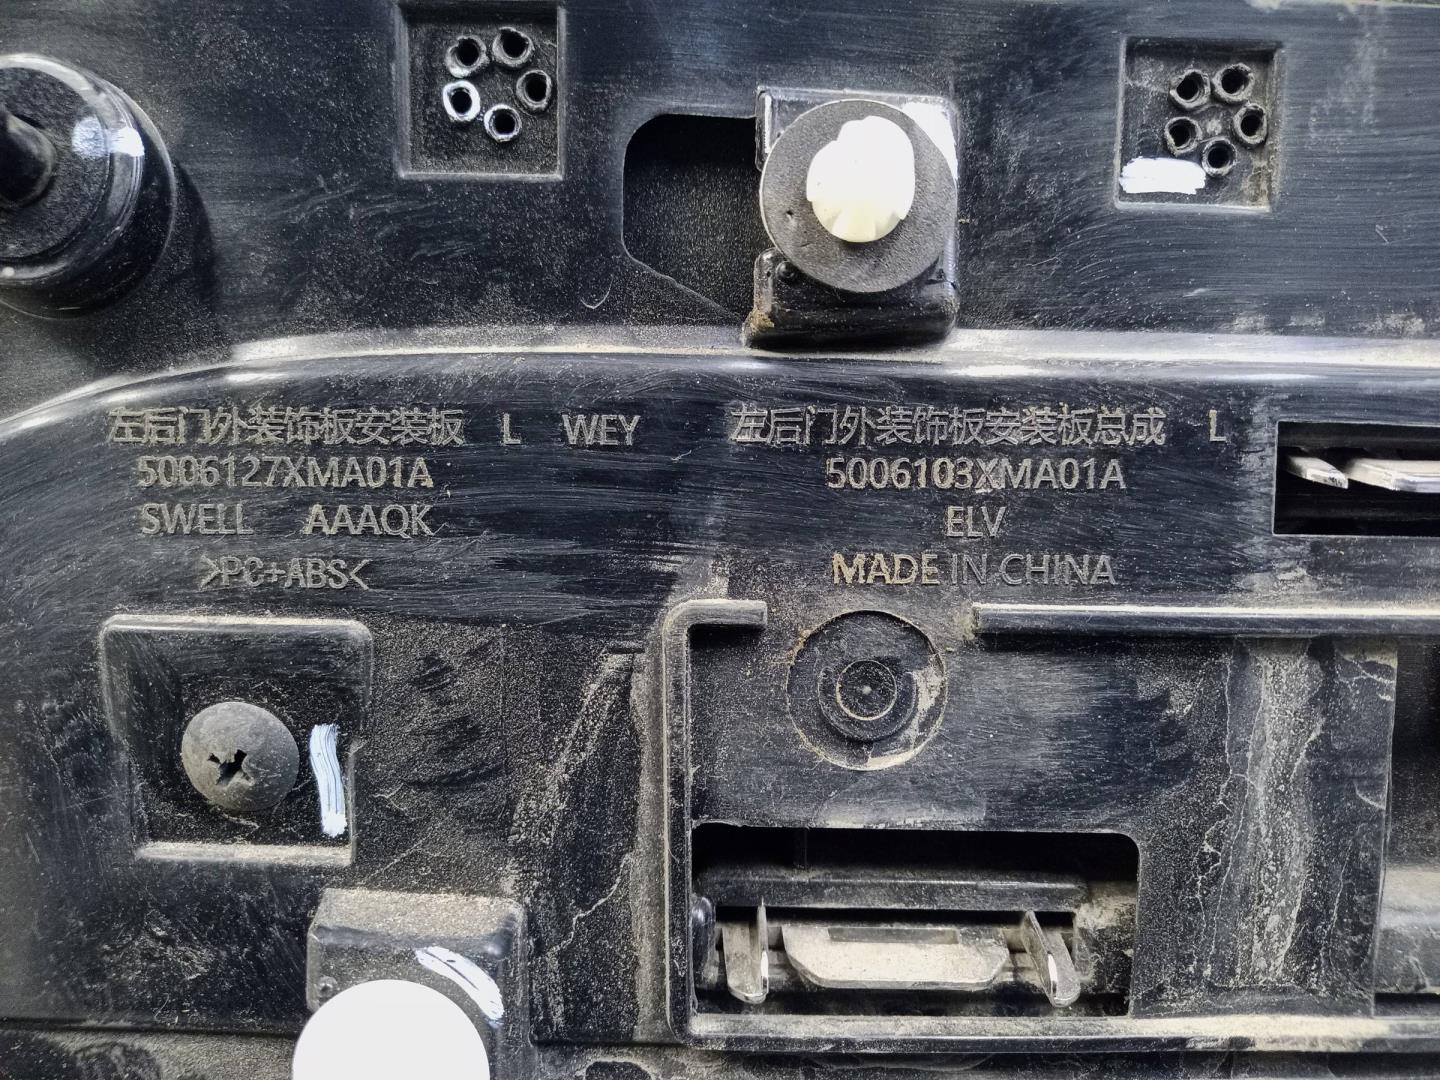 左后门外装饰板安装板 L WEY
5006127XMA01A
SWELL AAAQK
>PC+ABS<
左后门外装饰板安装板总成 L
5006103XMA01A
ELV
MADE IN CHINA